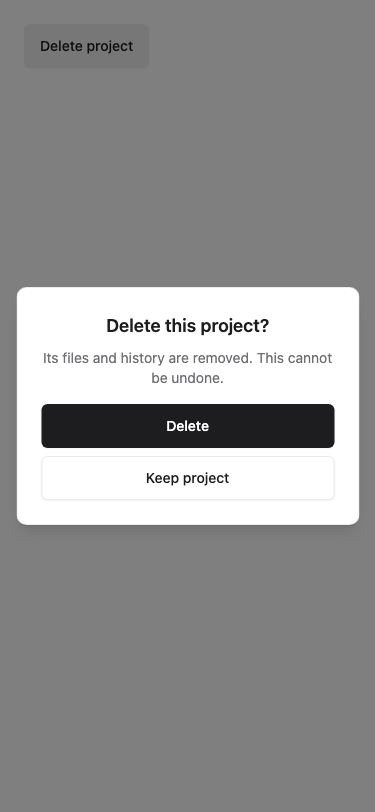 Delete project
Delete this project?
Its files and history are removed. This cannot
be undone.
Delete
Keep project